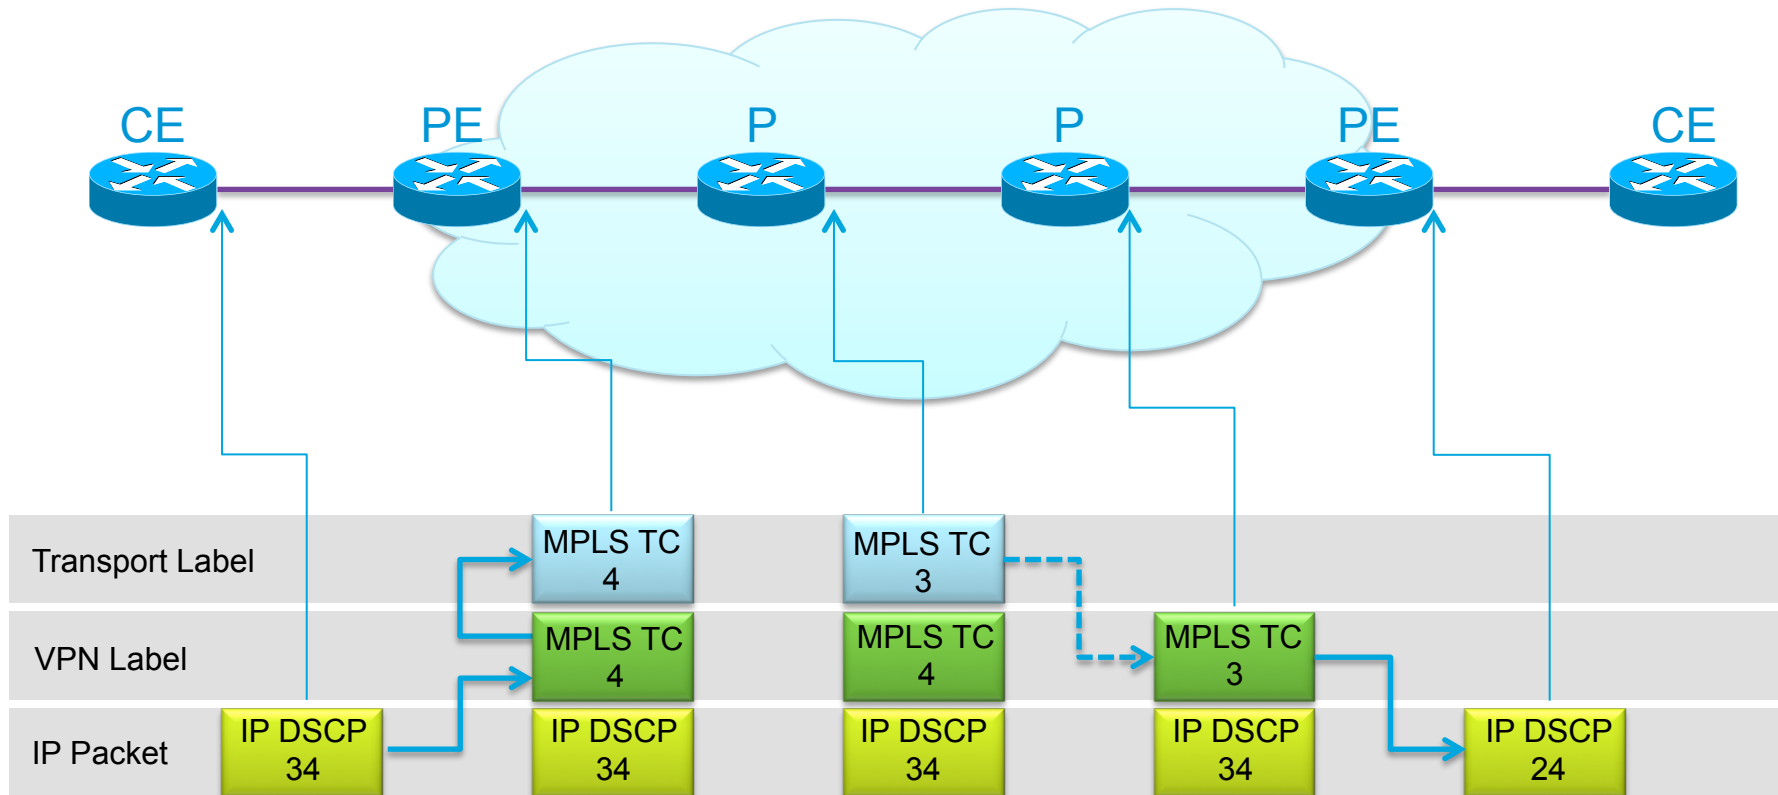 CE
PE
P
P
PE
CE
Transport Label
MPLS TC
4
MPLS TC
3
VPN Label
MPLS TC
4
MPLS TC
4
MPLS TC
3
IP Packet
IP DSCP
34
IP DSCP
34
IP DSCP
34
IP DSCP
34
IP DSCP
24